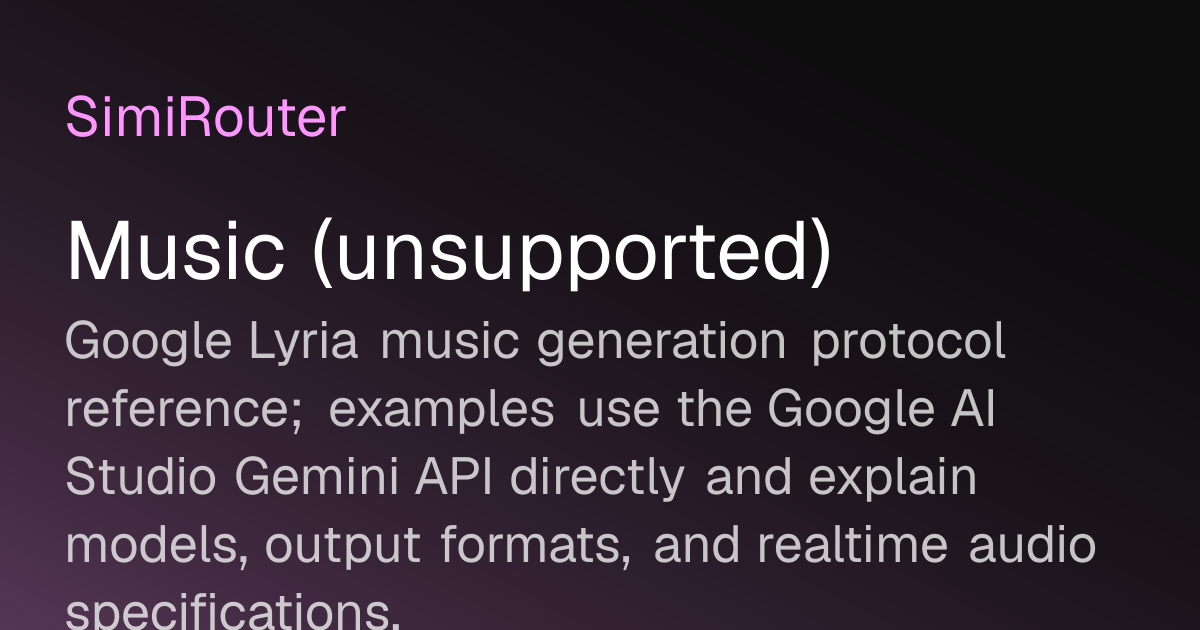 SimiRouter
Music (unsupported)
Google Lyria music generation protocol
reference; examples use the Google AI
Studio Gemini API directly and explain
models, output formats, and realtime audio
specifications.